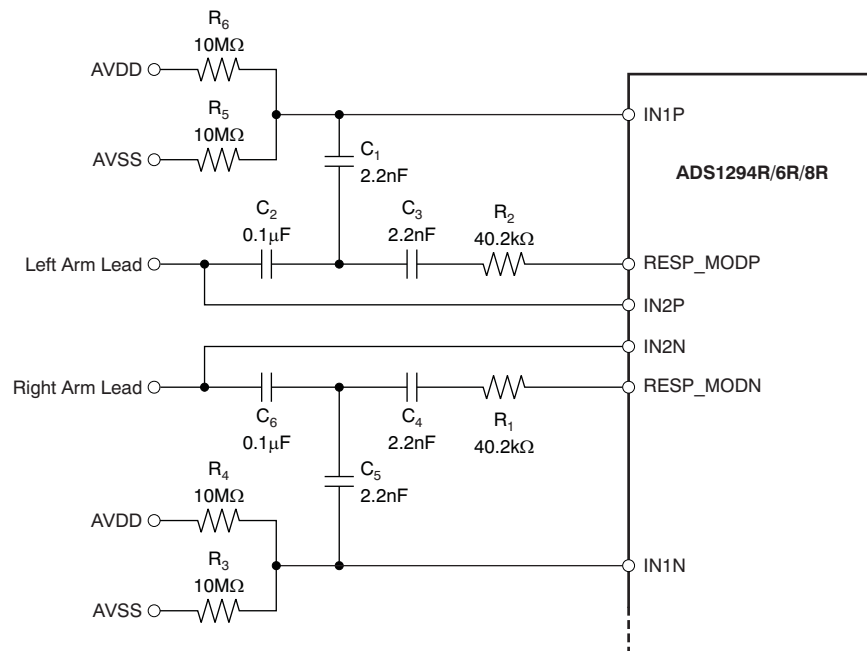 R6
10MΩ
AVDD
R5
10MΩ
AVSS
IN1P
C1
2.2nF
ADS1294R/6R/8R
C2
0.1μF
C3
2.2nF
R2
40.2kΩ
Left Arm Lead
RESP_MODP
IN2P
IN2N
Right Arm Lead
RESP_MODN
C6
0.1μF
C4
2.2nF
R1
40.2kΩ
C5
2.2nF
R4
10MΩ
AVDD
R3
10MΩ
AVSS
IN1N